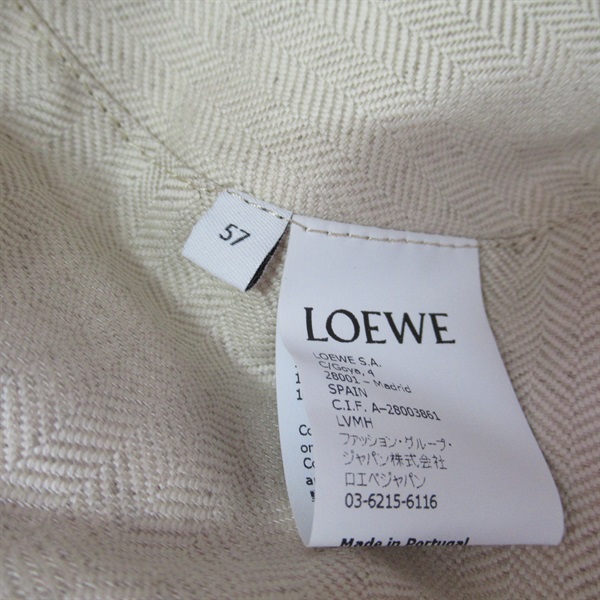 57
LOEWE
LOEWE S.A.
C/Goya, 4
28001 - Madrid
SPAIN
C.I.F. A-28003861
LVMH
ファッション・グループ・
ジャパン株式会社
ロエベジャパン
03-6215-6116
Made in Portugal